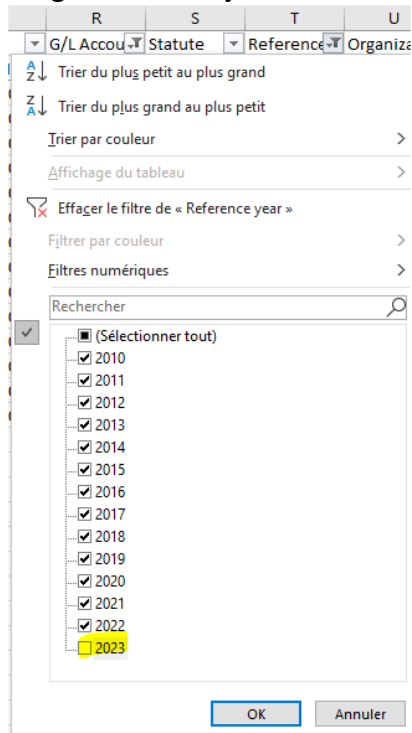 R S T U
G/L Accou Statute Reference Organiza
Trier du plus petit au plus grand
Trier du plus grand au plus petit
Trier par couleur
Affichage du tableau
Effacer le filtre de « Reference year »
Filtrer par couleur
Filtres numériques
Rechercher
(Sélectionner tout)
2010
2011
2012
2013
2014
2015
2016
2017
2018
2019
2020
2021
2022
2023
OK Annuler